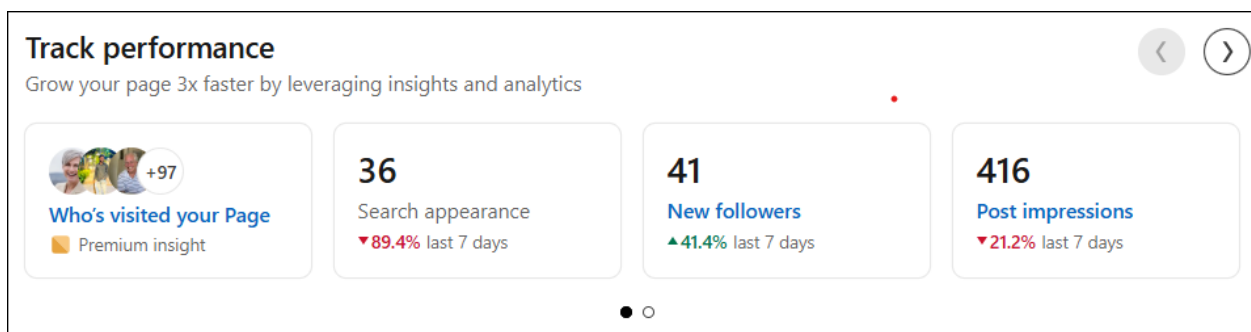 Track performance
Grow your page 3x faster by leveraging insights and analytics
+97
Who's visited your Page
Premium insight
36
Search appearance
▼89.4% last 7 days
41
New followers
▲41.4% last 7 days
416
Post impressions
▼21.2% last 7 days